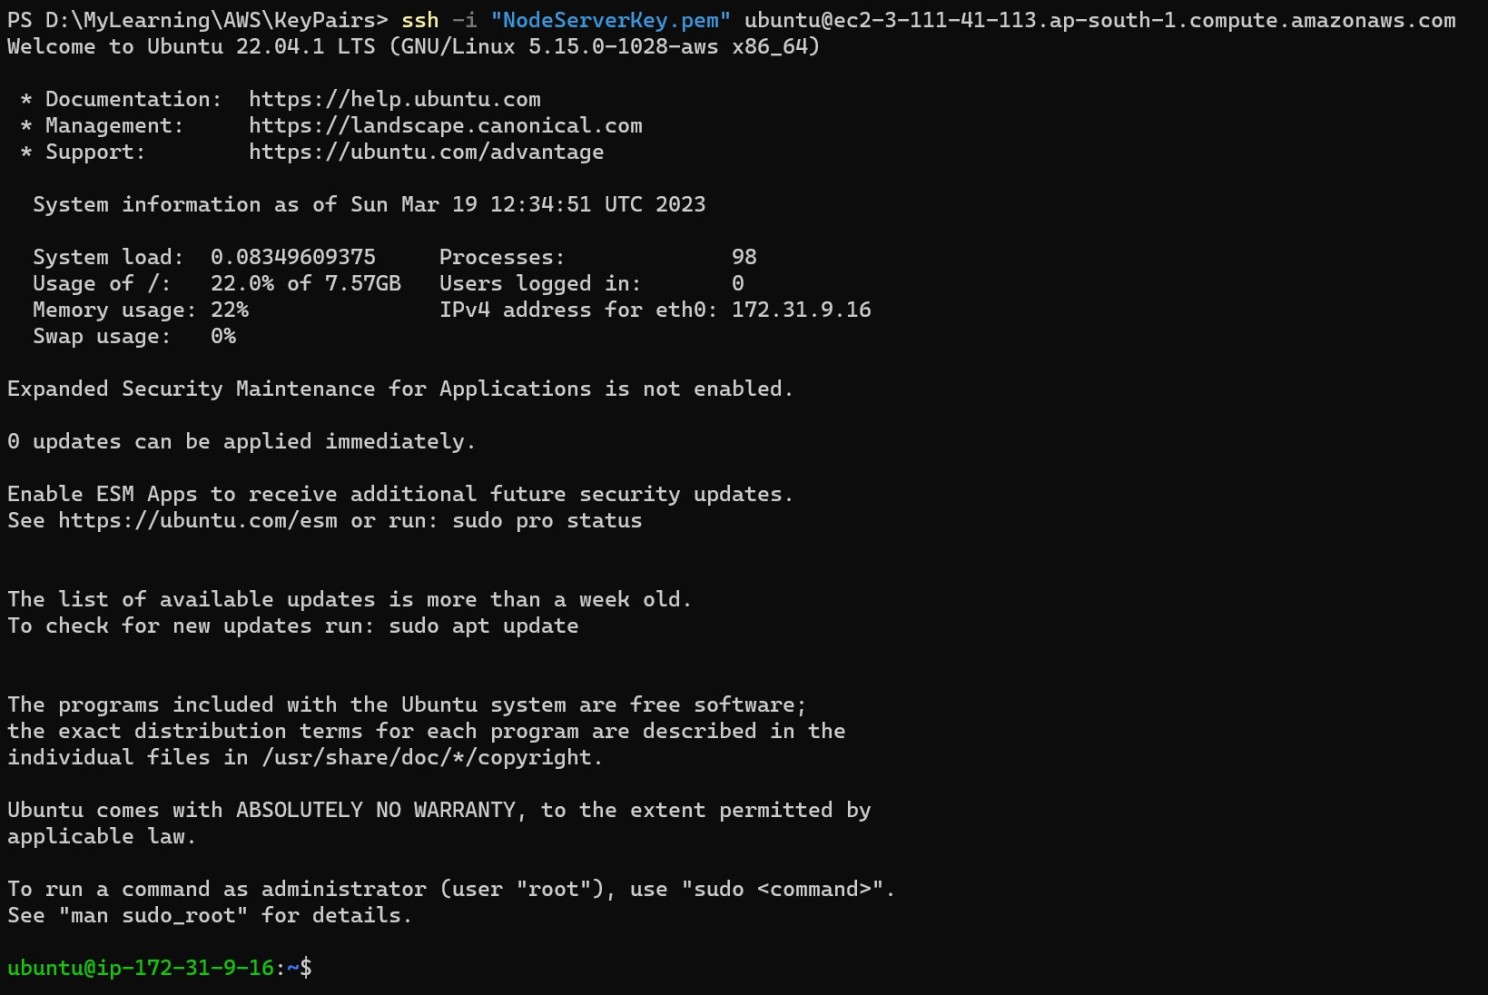 PS D:\MyLearning\AWS\KeyPairs> ssh -i "NodeServerKey.pem" ubuntu@ec2-3-111-41-113.ap-south-1.compute.amazonaws.com
Welcome to Ubuntu 22.04.1 LTS (GNU/Linux 5.15.0-1028-aws x86_64)

 * Documentation:  https://help.ubuntu.com
 * Management:     https://landscape.canonical.com
 * Support:        https://ubuntu.com/advantage

  System information as of Sun Mar 19 12:34:51 UTC 2023

  System load:  0.08349609375     Processes:             98
  Usage of /:   22.0% of 7.57GB   Users logged in:       0
  Memory usage: 22%               IPv4 address for eth0: 172.31.9.16
  Swap usage:   0%

Expanded Security Maintenance for Applications is not enabled.

0 updates can be applied immediately.

Enable ESM Apps to receive additional future security updates.
See https://ubuntu.com/esm or run: sudo pro status


The list of available updates is more than a week old.
To check for new updates run: sudo apt update


The programs included with the Ubuntu system are free software;
the exact distribution terms for each program are described in the
individual files in /usr/share/doc/*/copyright.

Ubuntu comes with ABSOLUTELY NO WARRANTY, to the extent permitted by
applicable law.

To run a command as administrator (user "root"), use "sudo <command>".
See "man sudo_root" for details.

ubuntu@ip-172-31-9-16:~$